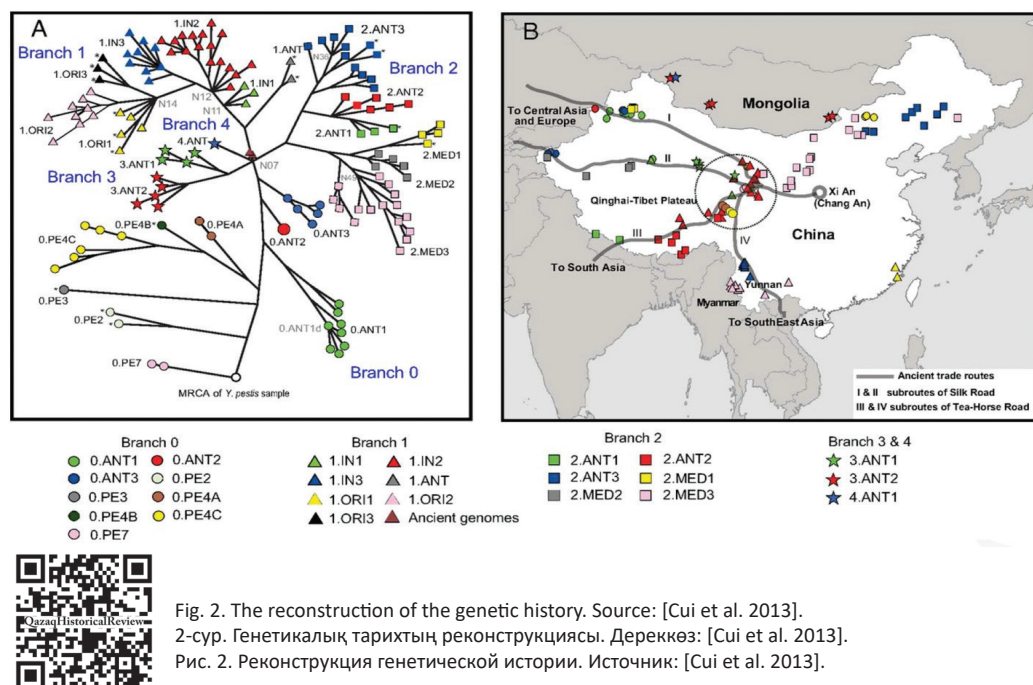 A
Branch 1
1.IN2
1.IN3
1.ORI3
1.IN1
N14
N12
N11
1.ORI2
1.ORI1
Branch 4
4.ANT
3.ANT1
Branch 3
3.ANT2
1.ANT
N38
2.ANT3
Branch 2
2.ANT2
2.ANT1
2.MED1
N07
2.MED2
2.MED3
0.PE4B
0.PE4A
0.PE4C
0.ANT2
0.ANT3
0.PE3
0.PE2
0.ANT1d
0.ANT1
0.PE7
Branch 0
MRCA of Y. pestis sample
B
To Central Asia
and Europe
Mongolia
I
II
Qinghai-Tibet Plateau
Xi An
(Chang An)
China
III
IV
To South Asia
Yunnan
Myanmar
To SouthEast Asia
Ancient trade routes
I & II subroutes of Silk Road
III & IV subroutes of Tea-Horse Road
Branch 0
0.ANT1 0.ANT2
0.ANT3 0.PE2
0.PE3 0.PE4A
0.PE4B 0.PE4C
0.PE7
Branch 1
1.IN1 1.IN2
1.IN3 1.ANT
1.ORI1 1.ORI2
1.ORI3 Ancient genomes
Branch 2
2.ANT1 2.ANT2
2.ANT3 2.MED1
2.MED2 2.MED3
Branch 3 & 4
3.ANT1
3.ANT2
4.ANT1
QazaqHistoricalReview
Fig. 2. The reconstruction of the genetic history. Source: [Cui et al. 2013].
2-сур. Генетикалық тарихтың реконструкциясы. Дереккөз: [Cui et al. 2013].
Рис. 2. Реконструкция генетической истории. Источник: [Cui et al. 2013].